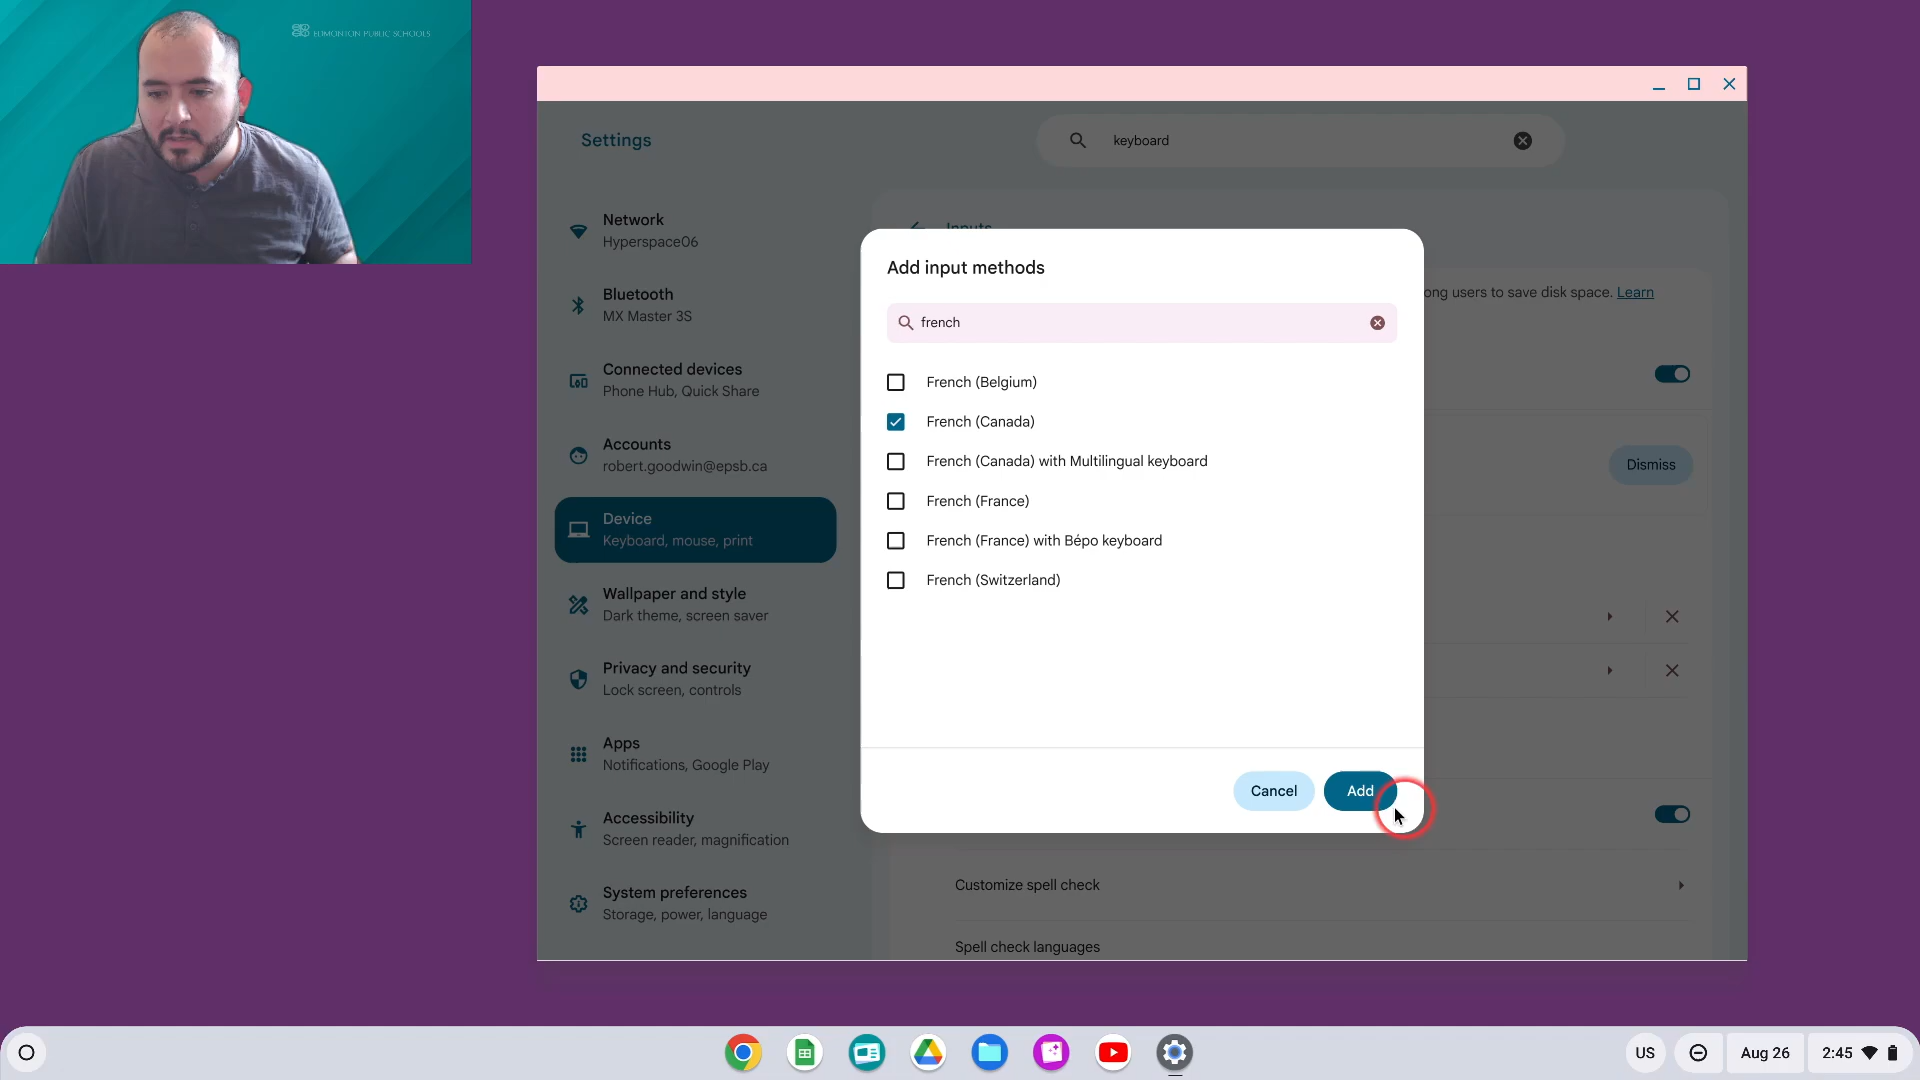 EDMONTON PUBLIC SCHOOLS
Settings
keyboard
Network
Hyperspace06
Bluetooth
MX Master 3S
Connected devices
Phone Hub, Quick Share
Accounts
robert.goodwin@epsb.ca
Device
Keyboard, mouse, print
Wallpaper and style
Dark theme, screen saver
Privacy and security
Lock screen, controls
Apps
Notifications, Google Play
Accessibility
Screen reader, magnification
System preferences
Storage, power, language
Inputs
users to save disk space. Learn
Dismiss
Add input methods
french
French (Belgium)
French (Canada)
French (Canada) with Multilingual keyboard
French (France)
French (France) with Bépo keyboard
French (Switzerland)
Cancel
Add
Customize spell check
Spell check languages
US
Aug 26
2:45